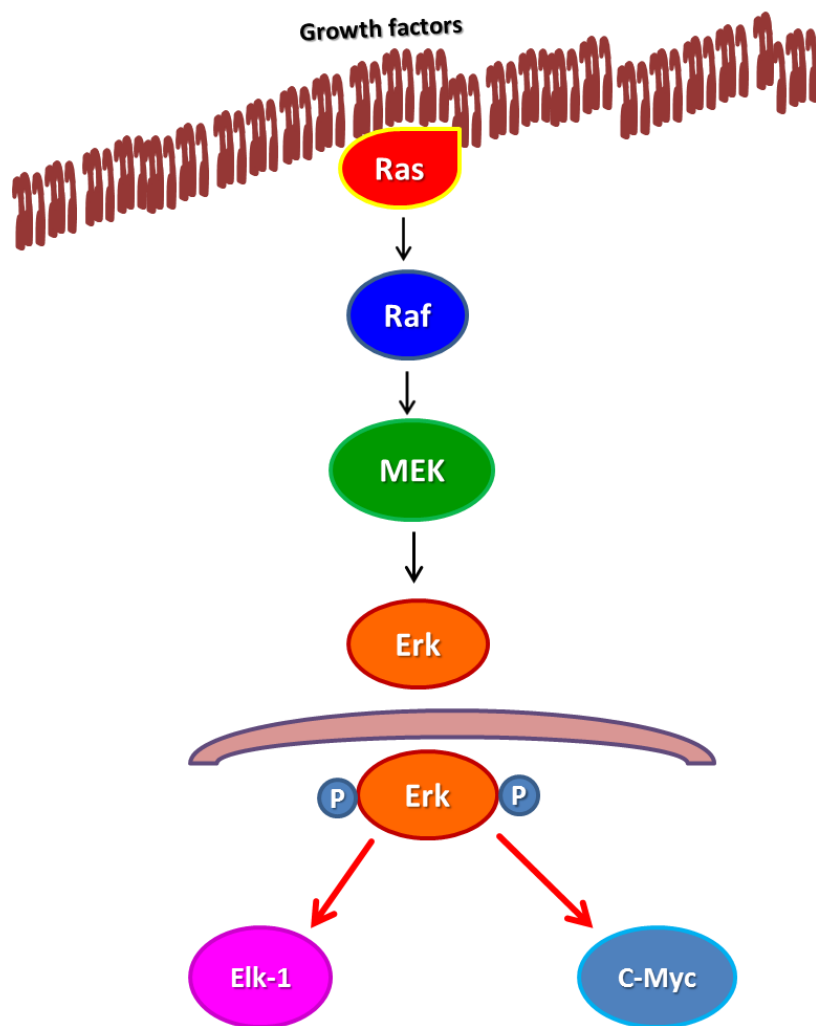 Growth factors
Ras
Raf
MEK
Erk
P Erk P
Elk-1 C-Myc